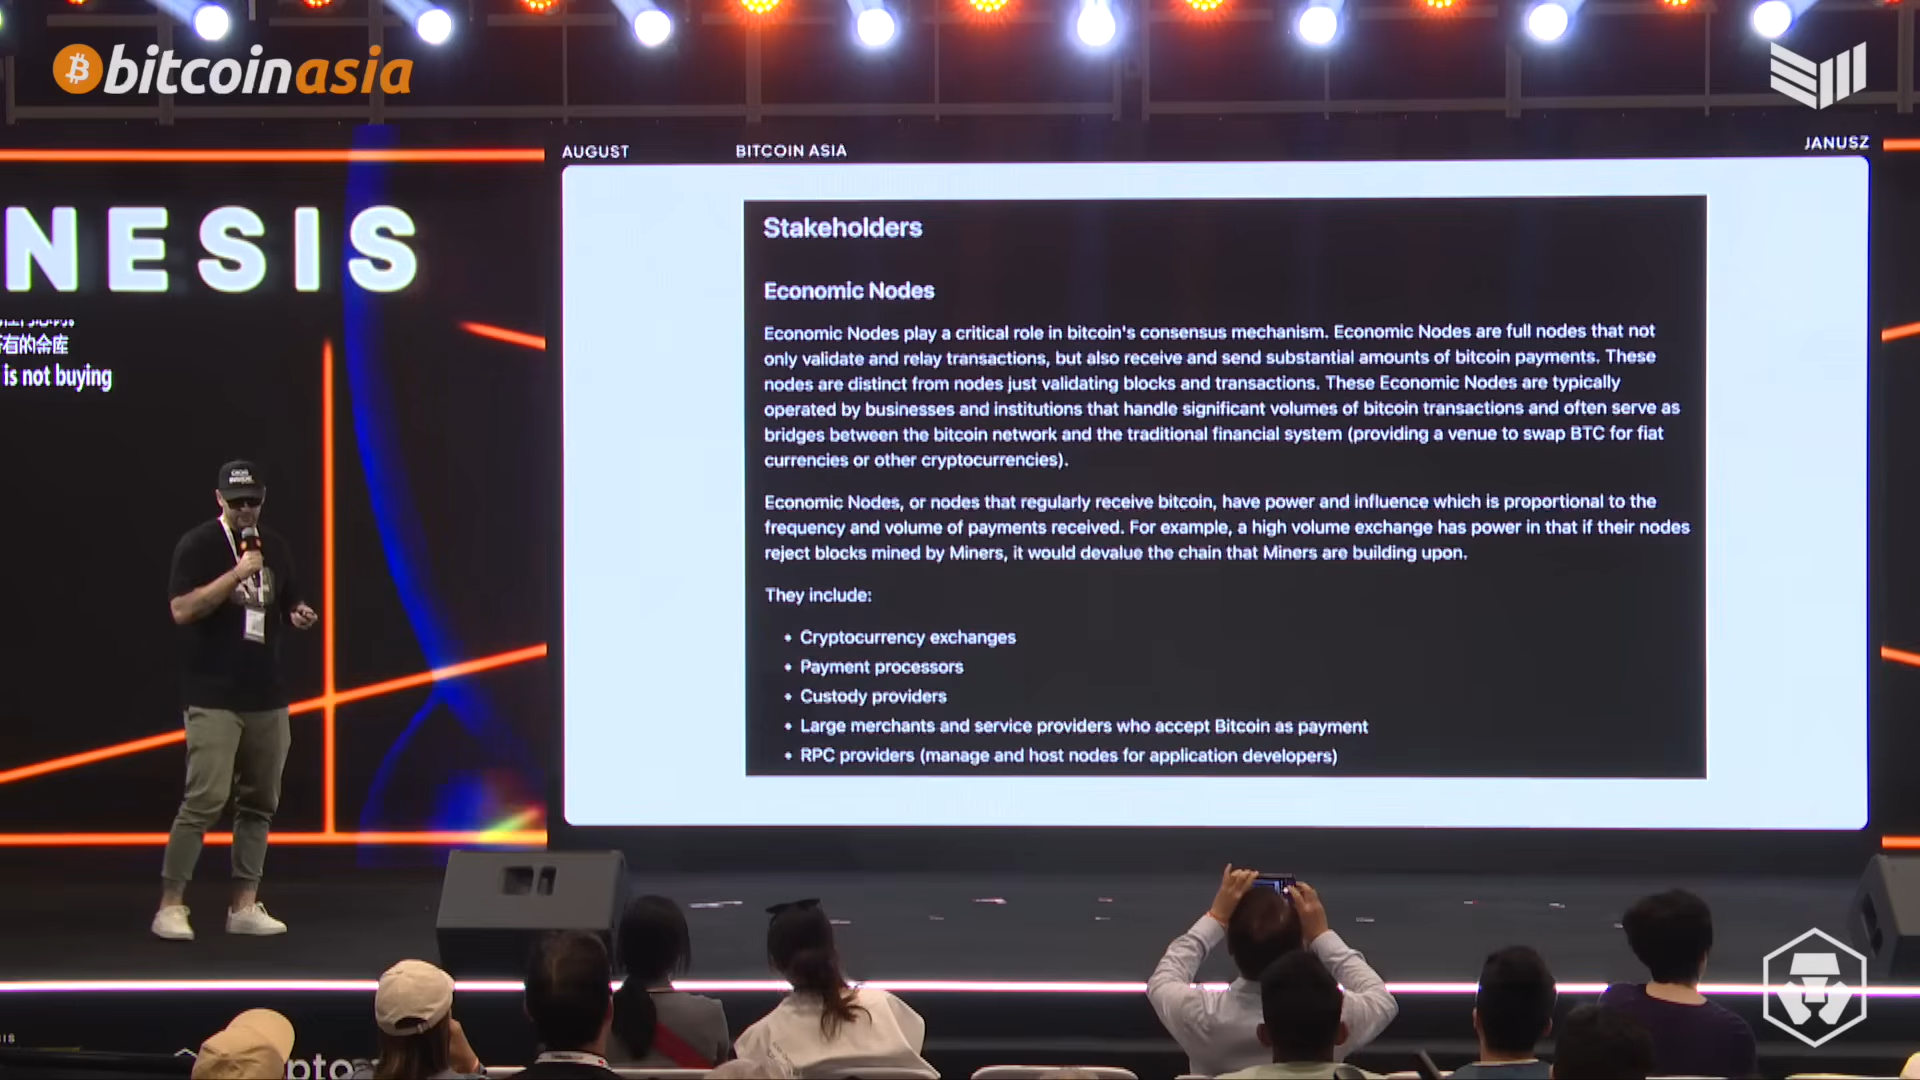 bitcoinasia
AUGUST
BITCOIN ASIA
JANUSZ
NESIS
所有的金库
is not buying
Stakeholders
Economic Nodes
Economic Nodes play a critical role in bitcoin's consensus mechanism. Economic Nodes are full nodes that not
only validate and relay transactions, but also receive and send substantial amounts of bitcoin payments. These
nodes are distinct from nodes just validating blocks and transactions. These Economic Nodes are typically
operated by businesses and institutions that handle significant volumes of bitcoin transactions and often serve as
bridges between the bitcoin network and the traditional financial system (providing a venue to swap BTC for fiat
currencies or other cryptocurrencies).
Economic Nodes, or nodes that regularly receive bitcoin, have power and influence which is proportional to the
frequency and volume of payments received. For example, a high volume exchange has power in that if their nodes
reject blocks mined by Miners, it would devalue the chain that Miners are building upon.
They include:
• Cryptocurrency exchanges
• Payment processors
• Custody providers
• Large merchants and service providers who accept Bitcoin as payment
• RPC providers (manage and host nodes for application developers)